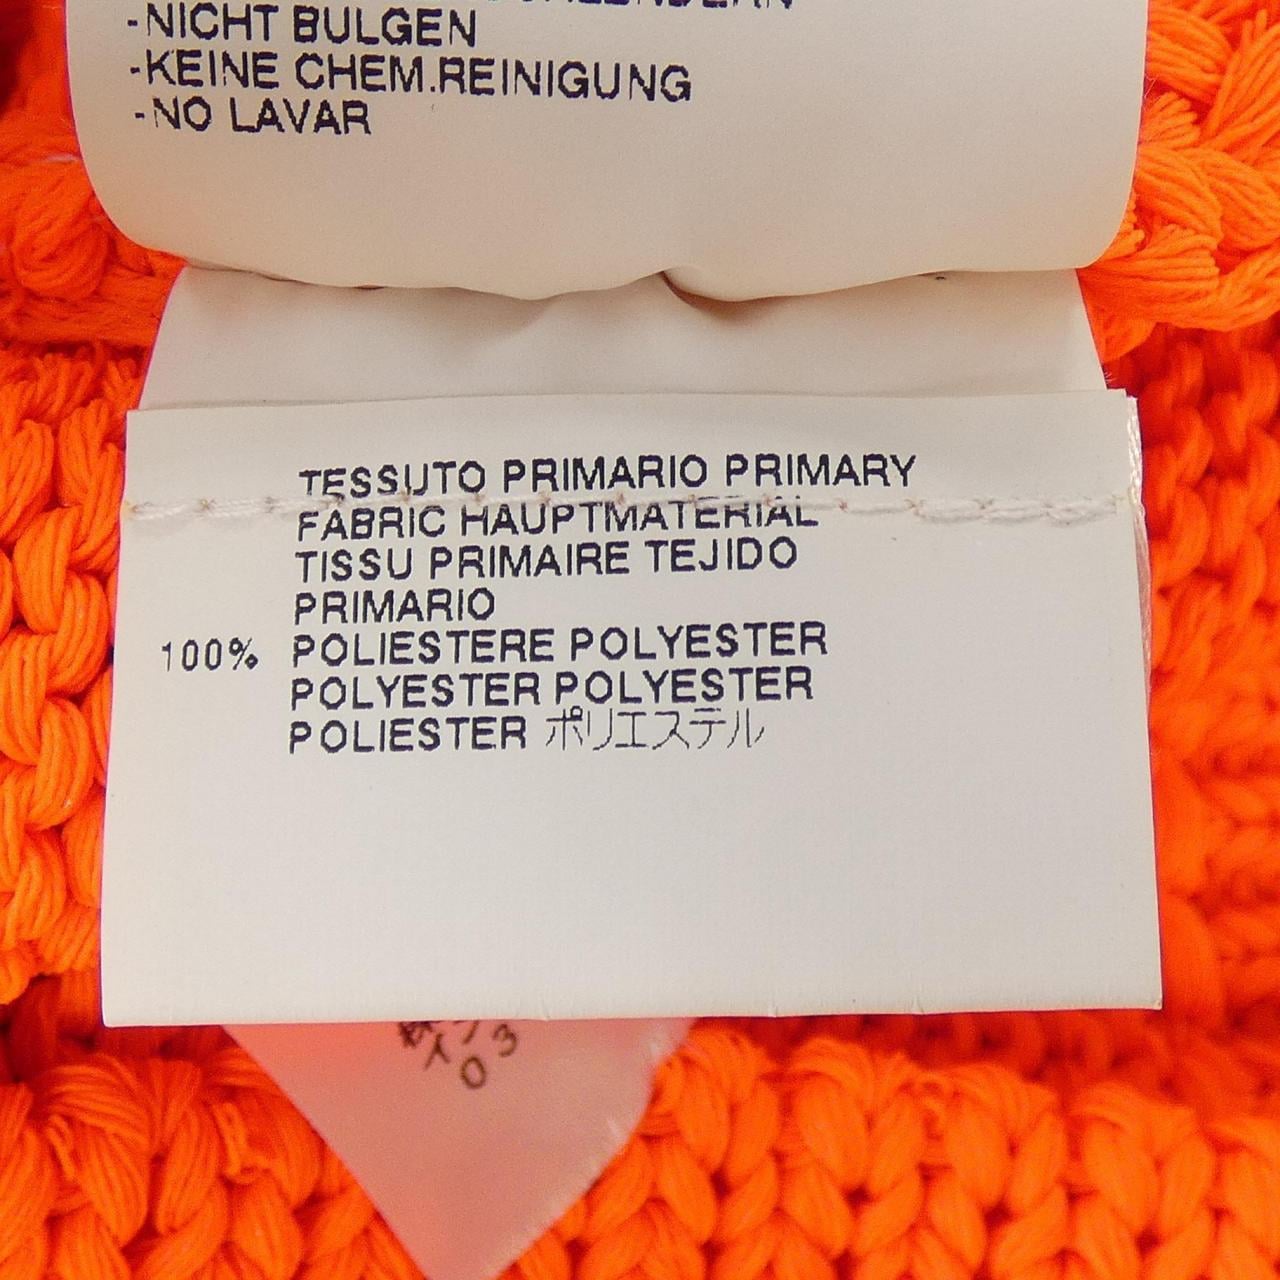 -NICHT BULGEN
-KEINE CHEM.REINIGUNG
-NO LAVAR
TESSUTO PRIMARIO PRIMARY
FABRIC HAUPTMATERIAL
TISSU PRIMAIRE TEJIDO
PRIMARIO
100% POLIESTERE POLYESTER
POLYESTER POLYESTER
POLIESTER ポリエステル
03